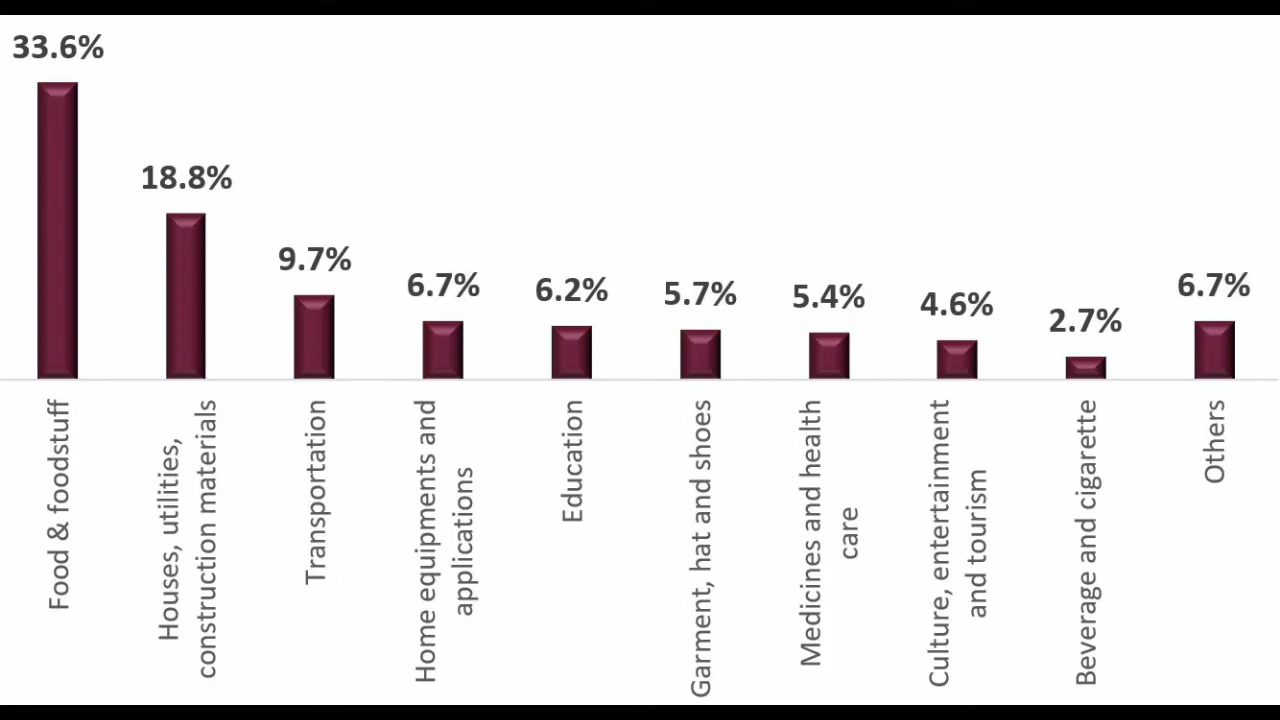 33.6%
18.8%
9.7%
6.7%
6.2%
5.7%
5.4%
4.6%
2.7%
6.7%
Food & foodstuff
Houses, utilities,
construction materials
Transportation
Home equipments and
applications
Education
Garment, hat and shoes
Medicines and health
care
Culture, entertainment
and tourism
Beverage and cigarette
Others